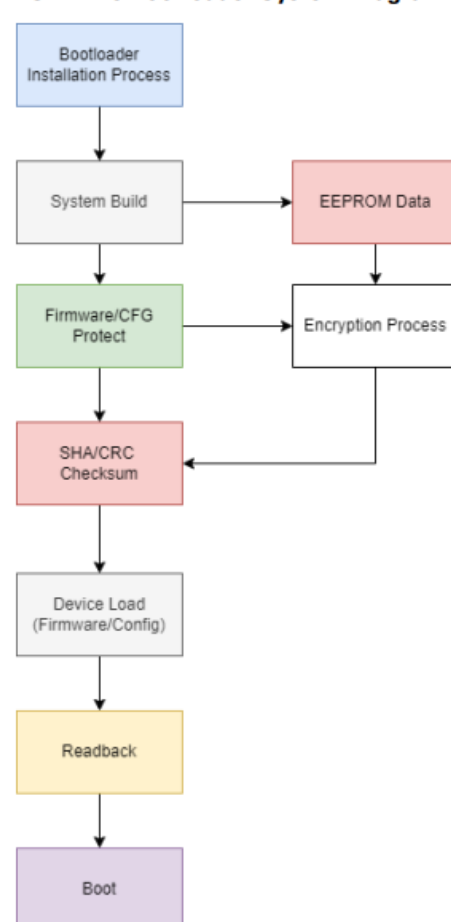 Bootloader
Installation Process
System Build
EEPROM Data
Firmware/CFG
Protect
Encryption Process
SHA/CRC
Checksum
Device Load
(Firmware/Config)
Readback
Boot